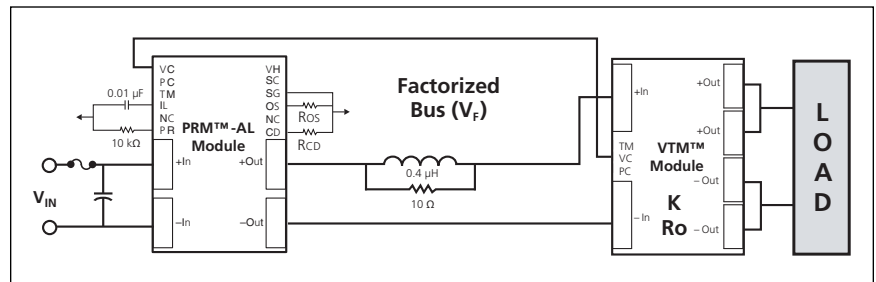 VC
PC
TM
IL
NC
PR
VH
SC
SG
OS
NC
CD
0.01 µF
10 kΩ
PRM™-AL
Module
+In
–In
+Out
–Out
ROS
RCD
VIN
Factorized
Bus (VF)
0.4 µH
10 Ω
+In
– In
TM
VC
PC
VTM™
Module
K
Ro
+Out
+Out
– Out
– Out
L
O
A
D